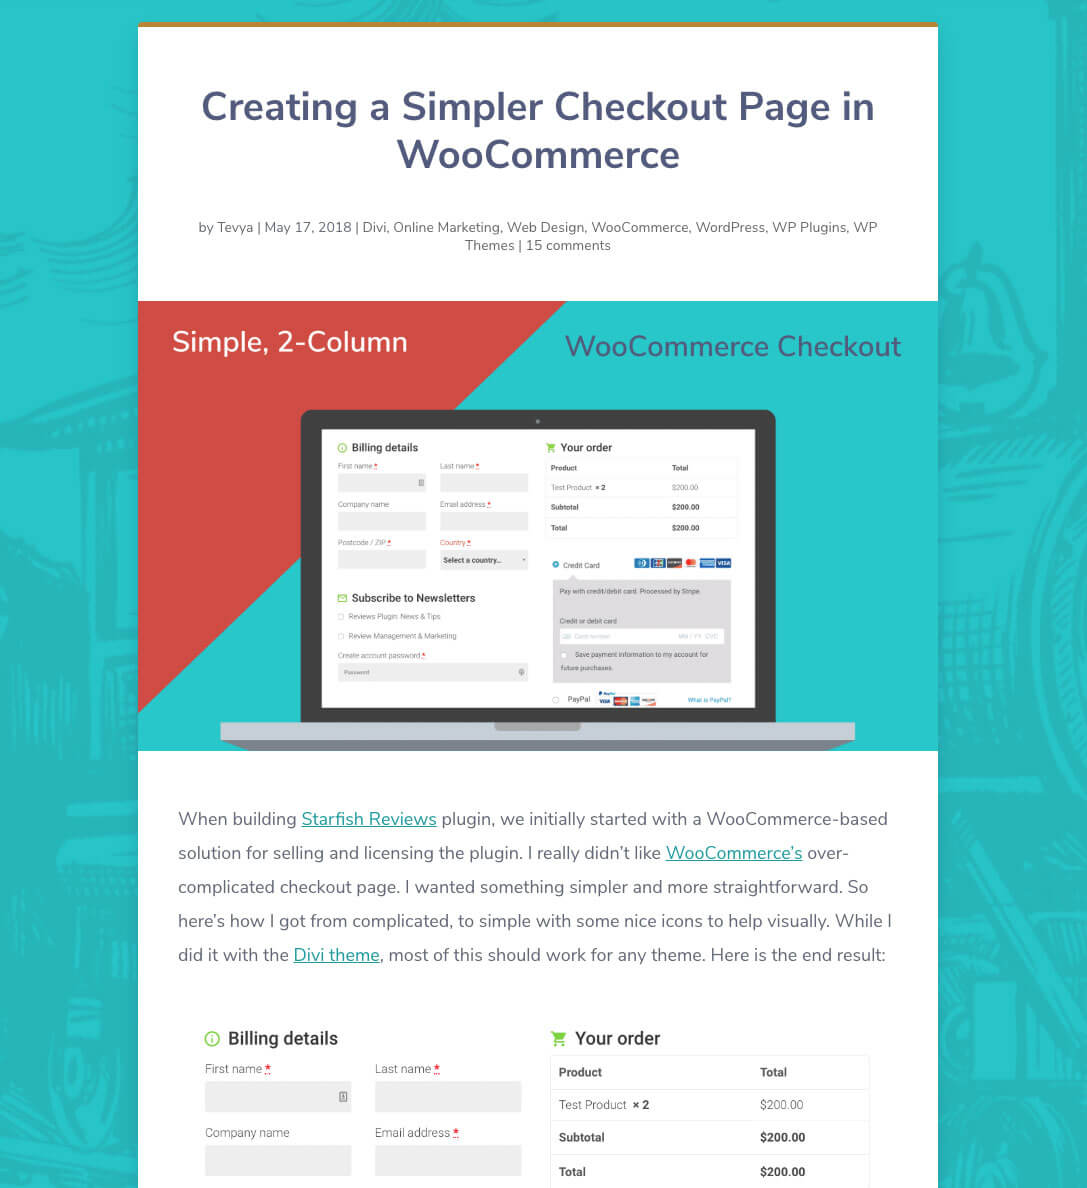 Creating a Simpler Checkout Page in
WooCommerce
by Tevya | May 17, 2018 | Divi, Online Marketing, Web Design, WooCommerce, WordPress, WP Plugins, WP
Themes | 15 comments
Simple, 2-Column
WooCommerce Checkout
Billing details
First name *
Last name *
Company name
Email address *
Postcode / ZIP *
Country *
Select a country...
Subscribe to Newsletters
Reviews Plugin: News & Tips
Review Management & Marketing
Create account password *
Password
Your order
Product Total
Test Product × 2 $200.00
Subtotal $200.00
Total $200.00
Credit Card
VISA
Pay with credit/debit card. Processed by Stripe.
Credit or debit card
Card number MM / YY CVC
Save payment information to my account for
future purchases.
PayPal
PayPal
VISA
What is PayPal?
When building Starfish Reviews plugin, we initially started with a WooCommerce-based
solution for selling and licensing the plugin. I really didn’t like WooCommerce’s over-
complicated checkout page. I wanted something simpler and more straightforward. So
here’s how I got from complicated, to simple with some nice icons to help visually. While I
did it with the Divi theme, most of this should work for any theme. Here is the end result:
Billing details
First name *
Last name *
Company name
Email address *
Your order
Product Total
Test Product × 2 $200.00
Subtotal $200.00
Total $200.00